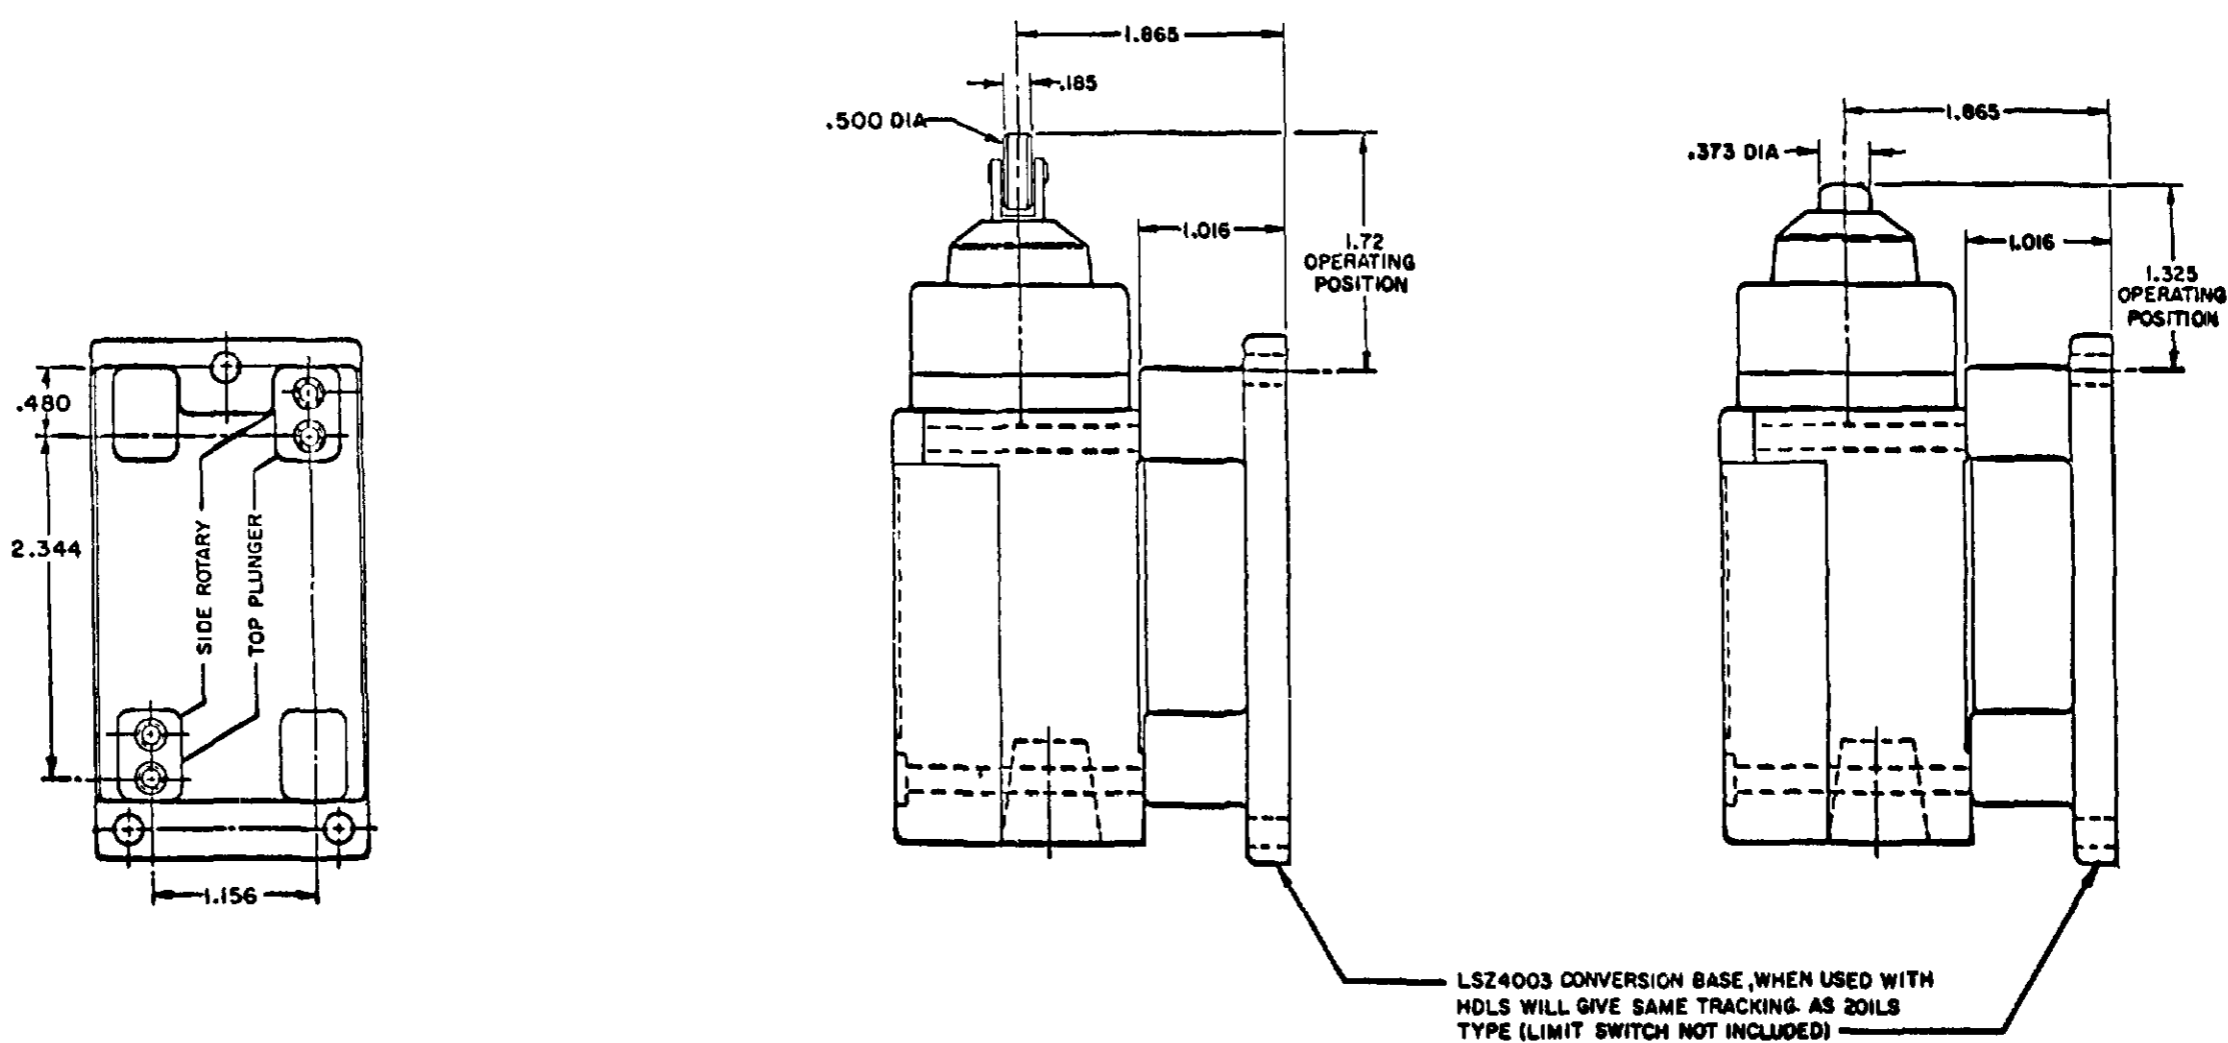 .480
2.344
SIDE ROTARY
TOP PLUNGER
1.156
1.865
.185
.500 DIA
1.016
1.72
OPERATING
POSITION
1.865
.373 DIA
1.016
1.325
OPERATING
POSITION
LSZ4003 CONVERSION BASE, WHEN USED WITH
HDLS WILL GIVE SAME TRACKING AS 201LS
TYPE (LIMIT SWITCH NOT INCLUDED)